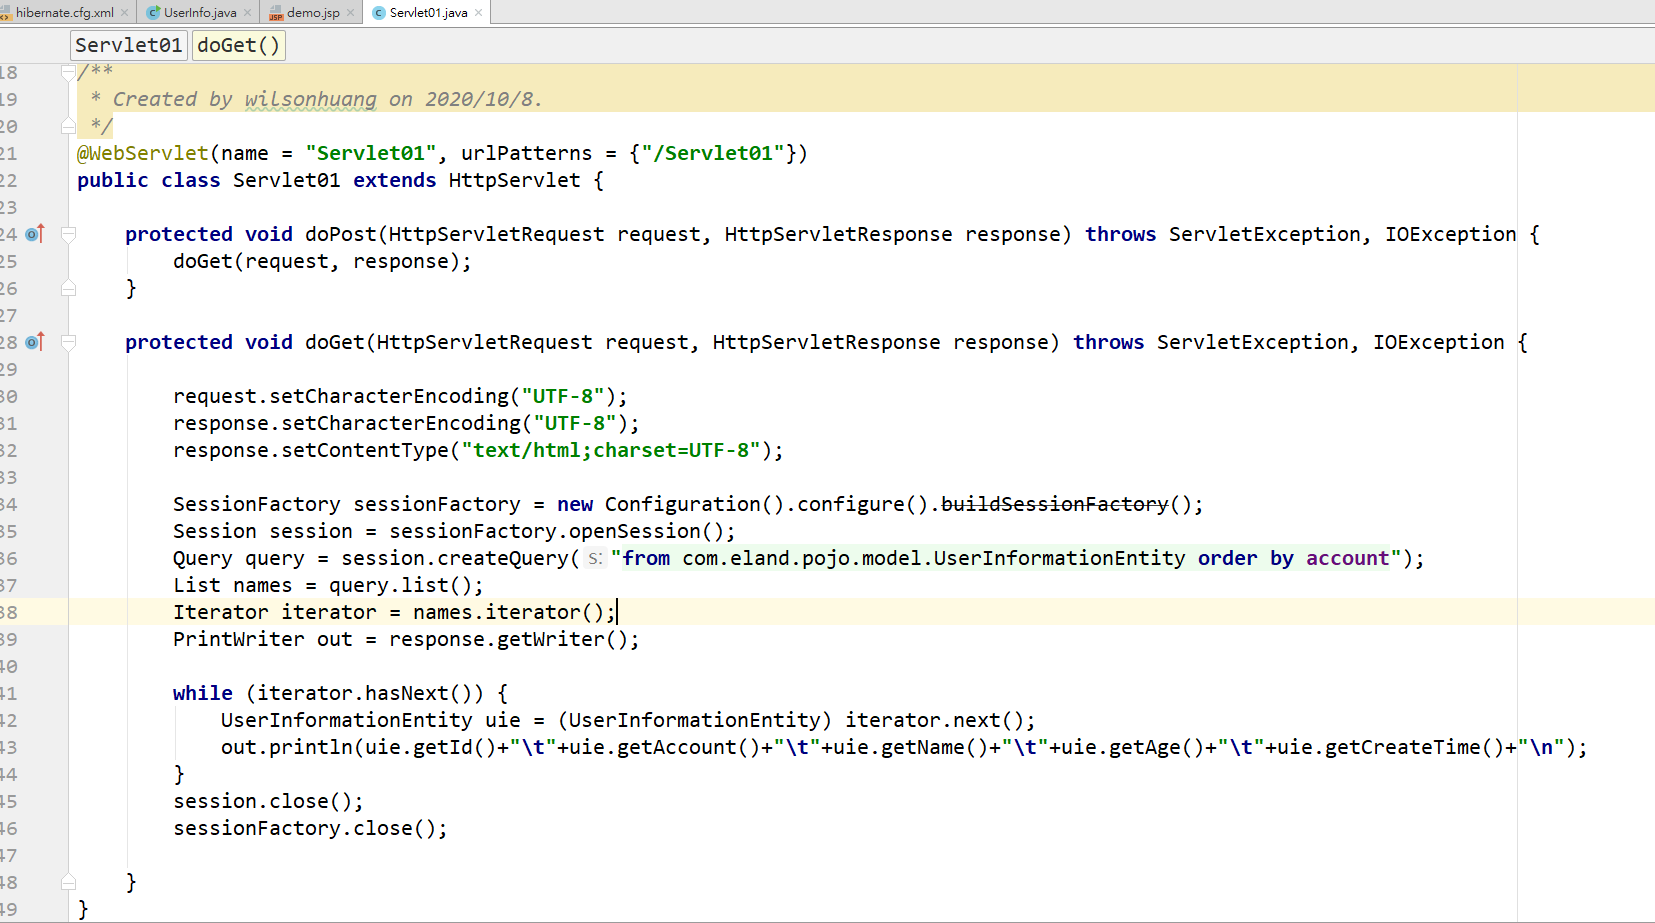 hibernate.cfg.xml × UserInfo.java × demo.jsp × Servlet01.java ×
Servlet01 doGet()
18 /**
19 * Created by wilsonhuang on 2020/10/8.
20 */
21 @WebServlet(name = "Servlet01", urlPatterns = {"/Servlet01"})
22 public class Servlet01 extends HttpServlet {
23
24 protected void doPost(HttpServletRequest request, HttpServletResponse response) throws ServletException, IOException {
25 doGet(request, response);
26 }
27
28 protected void doGet(HttpServletRequest request, HttpServletResponse response) throws ServletException, IOException {
29
30 request.setCharacterEncoding("UTF-8");
31 response.setCharacterEncoding("UTF-8");
32 response.setContentType("text/html;charset=UTF-8");
33
34 SessionFactory sessionFactory = new Configuration().configure().buildSessionFactory();
35 Session session = sessionFactory.openSession();
36 Query query = session.createQuery( s: "from com.eland.pojo.model.UserInformationEntity order by account");
37 List names = query.list();
38 Iterator iterator = names.iterator();
39 PrintWriter out = response.getWriter();
40
41 while (iterator.hasNext()) {
42 UserInformationEntity uie = (UserInformationEntity) iterator.next();
43 out.println(uie.getId()+"\t"+uie.getAccount()+"\t"+uie.getName()+"\t"+uie.getAge()+"\t"+uie.getCreateTime()+"\n");
44 }
45 session.close();
46 sessionFactory.close();
47
48 }
49 }